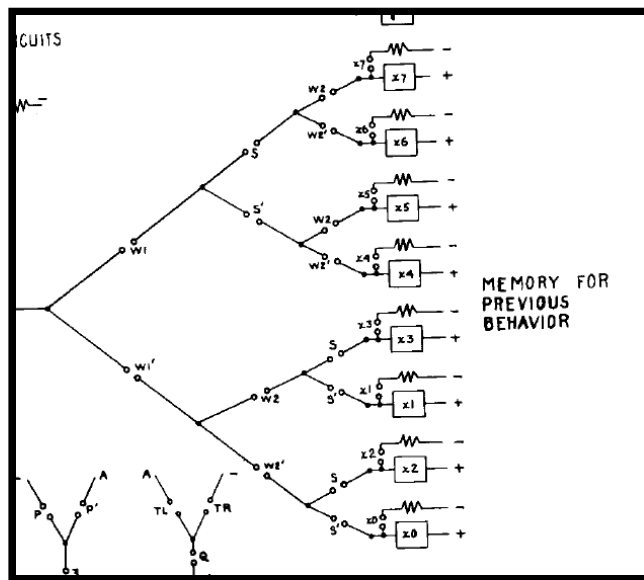 CUITS
x7
W2
x7
+
-
x6
W2'
x6
+
S
-
x5
W2
x5
+
S'
-
x4
W2'
x4
+
W1
MEMORY FOR
PREVIOUS
BEHAVIOR
-
x3
S
x3
+
W1'
-
x1
W2
S'
x1
+
-
x2
W2'
S
x2
+
-
x0
S'
x0
+
A
A
-
P
P'
TL
TR
Q
-
-